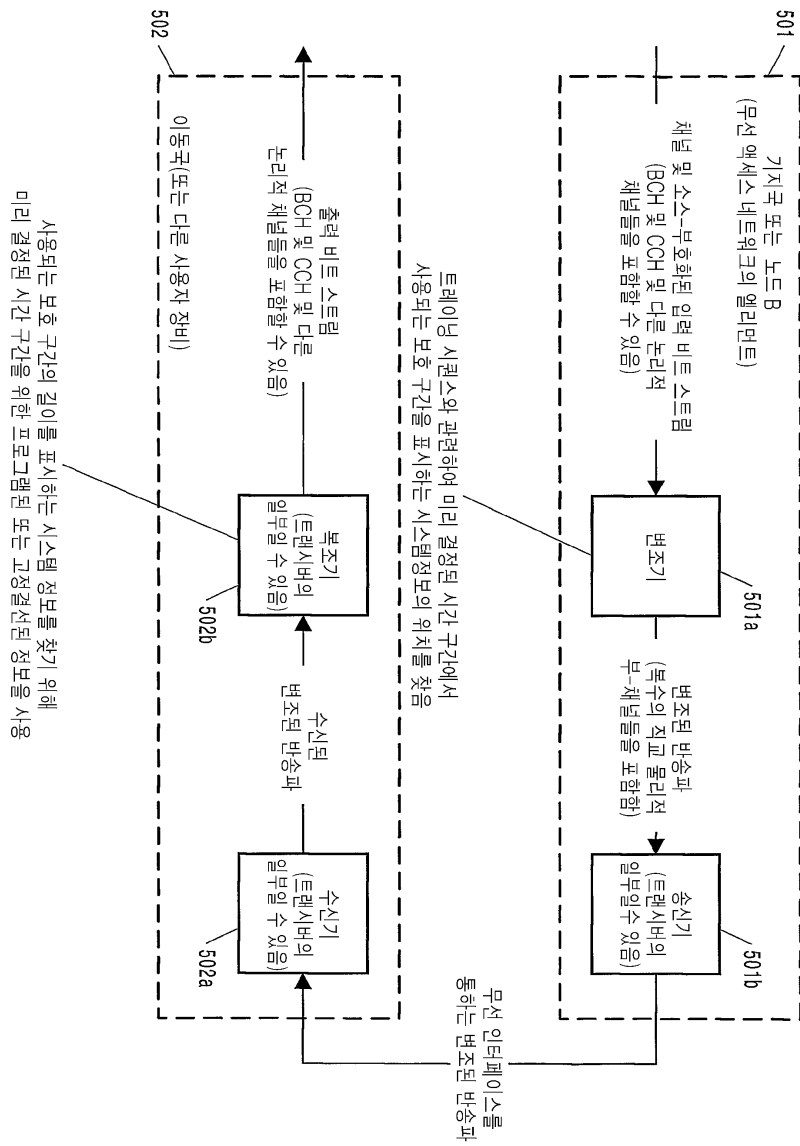 501
기지국 또는 노드 B
(무선 액세스 네트워크의 엘리먼트)
채널 및 소스-부호화된 입력 비트 스트림
(BCH 및 CCH 및 다른 논리적
채널들을 포함할 수 있음)
변조기
501a
변조된 반송파
(복수의 직교 물리적
부-채널들을 포함함)
송신기
(트랜시버의
일부일수 있음)
501b
트레이닝 시퀀스와 관련하여 미리 결정된 시간 구간에서
사용되는 보호 구간을 표시하는 시스템정보의 위치를 찾음
무선 인터페이스를
통하는 변조된 반송파
502
출력 비트 스트림
(BCH 및 CCH 및 다른
논리적 채널들을 포함할 수 있음)
복조기
(트랜시버의
일부일 수 있음)
502b
수신된
변조된 반송파
수신기
(트랜시버의
일부일 수 있음)
502a
이동국(또는 다른 사용자 장비)
사용되는 보호 구간의 길이를 표시하는 시스템 정보를 찾기 위해
미리 결정된 시간 구간을 위한 프로그램된 또는 고정결선된 정보을 사용